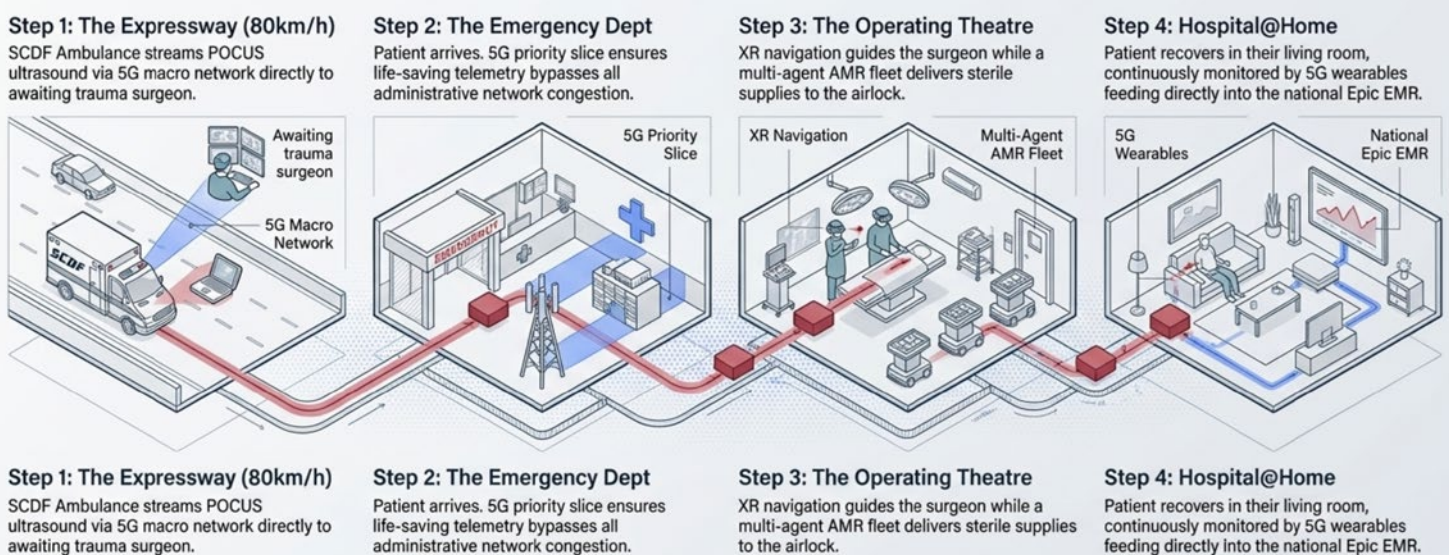 Step 1: The Expressway (80km/h)
SCDF Ambulance streams POCUS
ultrasound via 5G macro network directly to
awaiting trauma surgeon.
Step 2: The Emergency Dept
Patient arrives. 5G priority slice ensures
life-saving telemetry bypasses all
administrative network congestion.
Step 3: The Operating Theatre
XR navigation guides the surgeon while a
multi-agent AMR fleet delivers sterile
supplies to the airlock.
Step 4: Hospital@Home
Patient recovers in their living room,
continuously monitored by 5G wearables
feeding directly into the national Epic EMR.
Awaiting
trauma
surgeon
5G Macro
Network
SCDF
5G Priority
Slice
XR Navigation
Multi-Agent
AMR Fleet
5G
Wearables
National
Epic EMR
Step 1: The Expressway (80km/h)
SCDF Ambulance streams POCUS
ultrasound via 5G macro network directly to
awaiting trauma surgeon.
Step 2: The Emergency Dept
Patient arrives. 5G priority slice ensures
life-saving telemetry bypasses all
administrative network congestion.
Step 3: The Operating Theatre
XR navigation guides the surgeon while a
multi-agent AMR fleet delivers sterile supplies
to the airlock.
Step 4: Hospital@Home
Patient recovers in their living room,
continuously monitored by 5G wearables
feeding directly into the national Epic EMR.